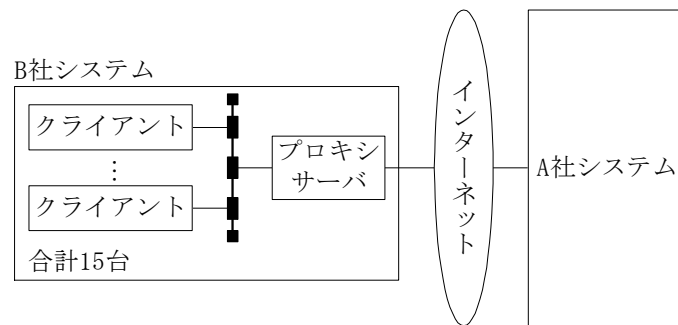 B社システム
クライアント
⋮
クライアント
合計15台
プロキシ
サーバ
インターネット
A社システム